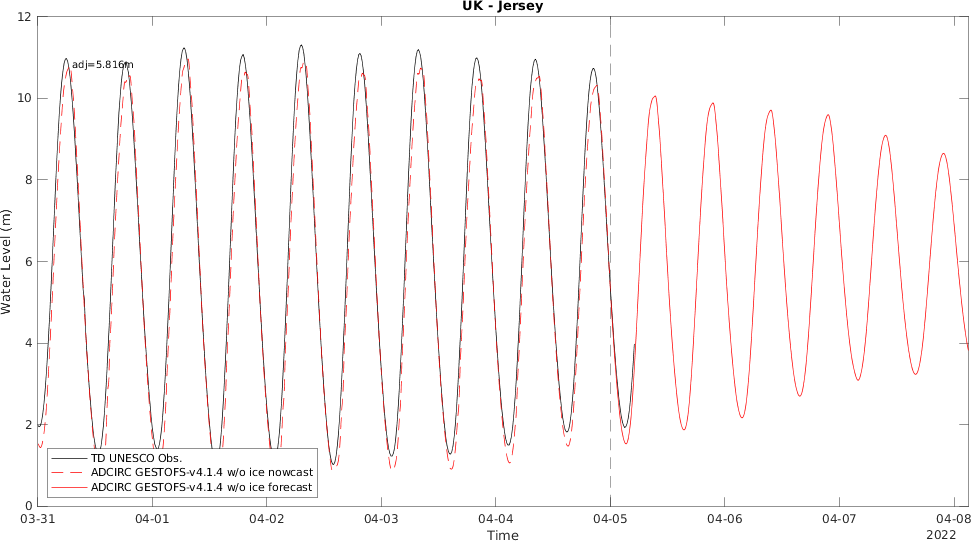 UK - Jersey
12
10
8
6
4
2
0
Water Level (m)
adj=5.816m
TD UNESCO Obs.
ADCIRC GESTOFS-v4.1.4 w/o ice nowcast
ADCIRC GESTOFS-v4.1.4 w/o ice forecast
03-31 04-01 04-02 04-03 04-04 04-05 04-06 04-07 04-08
Time
2022